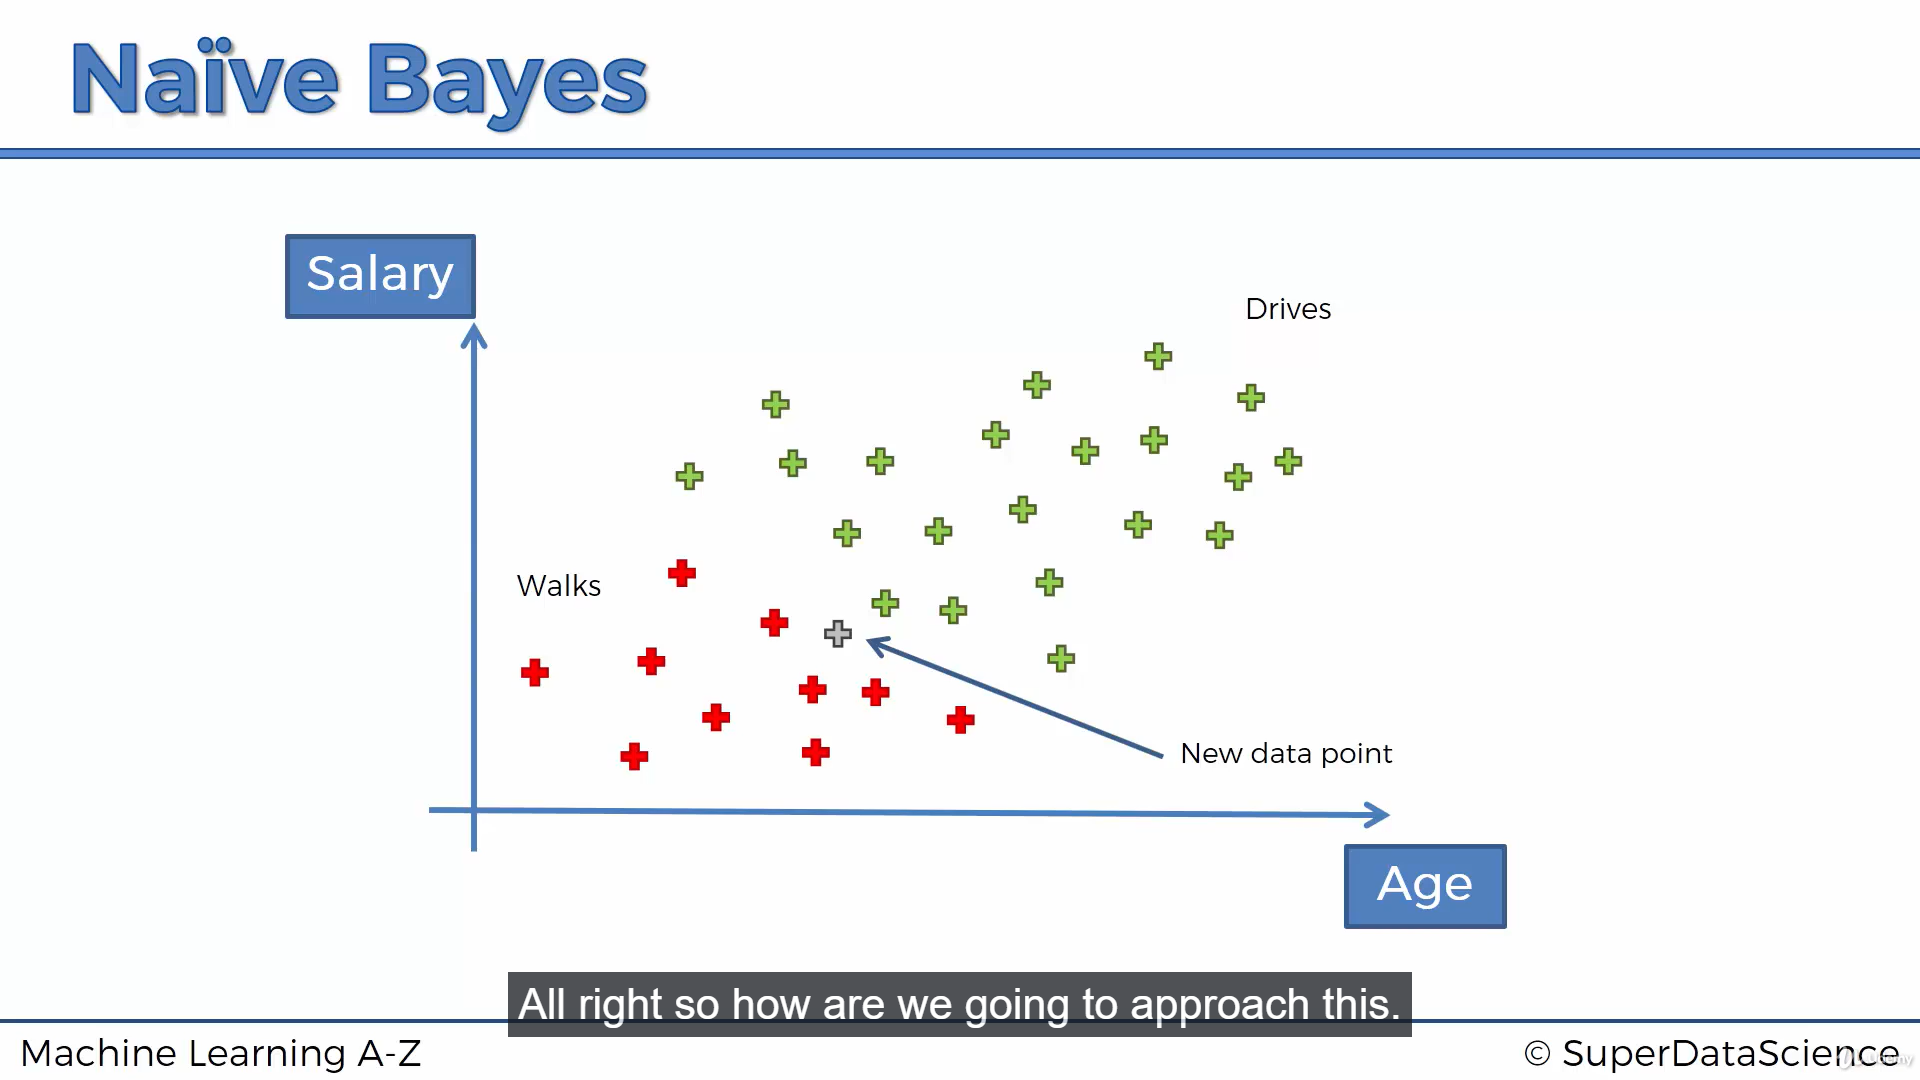 Naïve Bayes
Salary
Drives
Walks
New data point
Age
All right so how are we going to approach this.
Machine Learning A-Z
© SuperDataScience